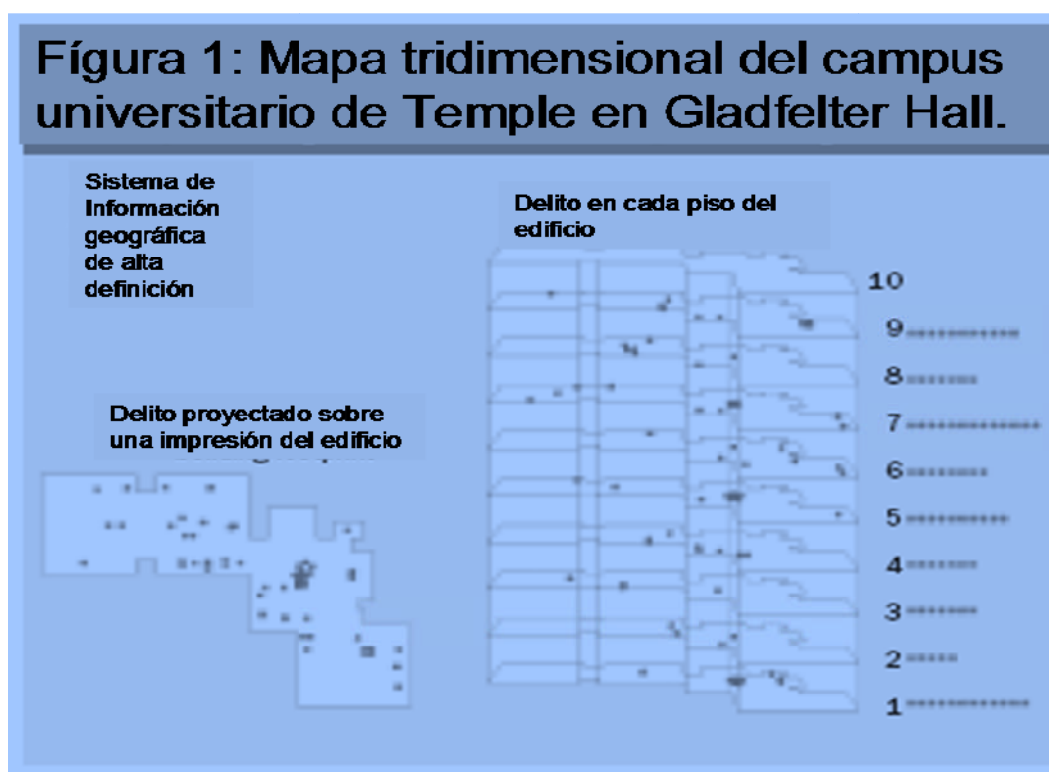 Fígura 1: Mapa tridimensional del campus
universitario de Temple en Gladfelter Hall.
Sistema de
Información
geográfica
de alta
definición
Delito en cada piso del
edificio
Delito proyectado sobre
una impresión del edificio
10
9
8
7
6
5
4
3
2
1